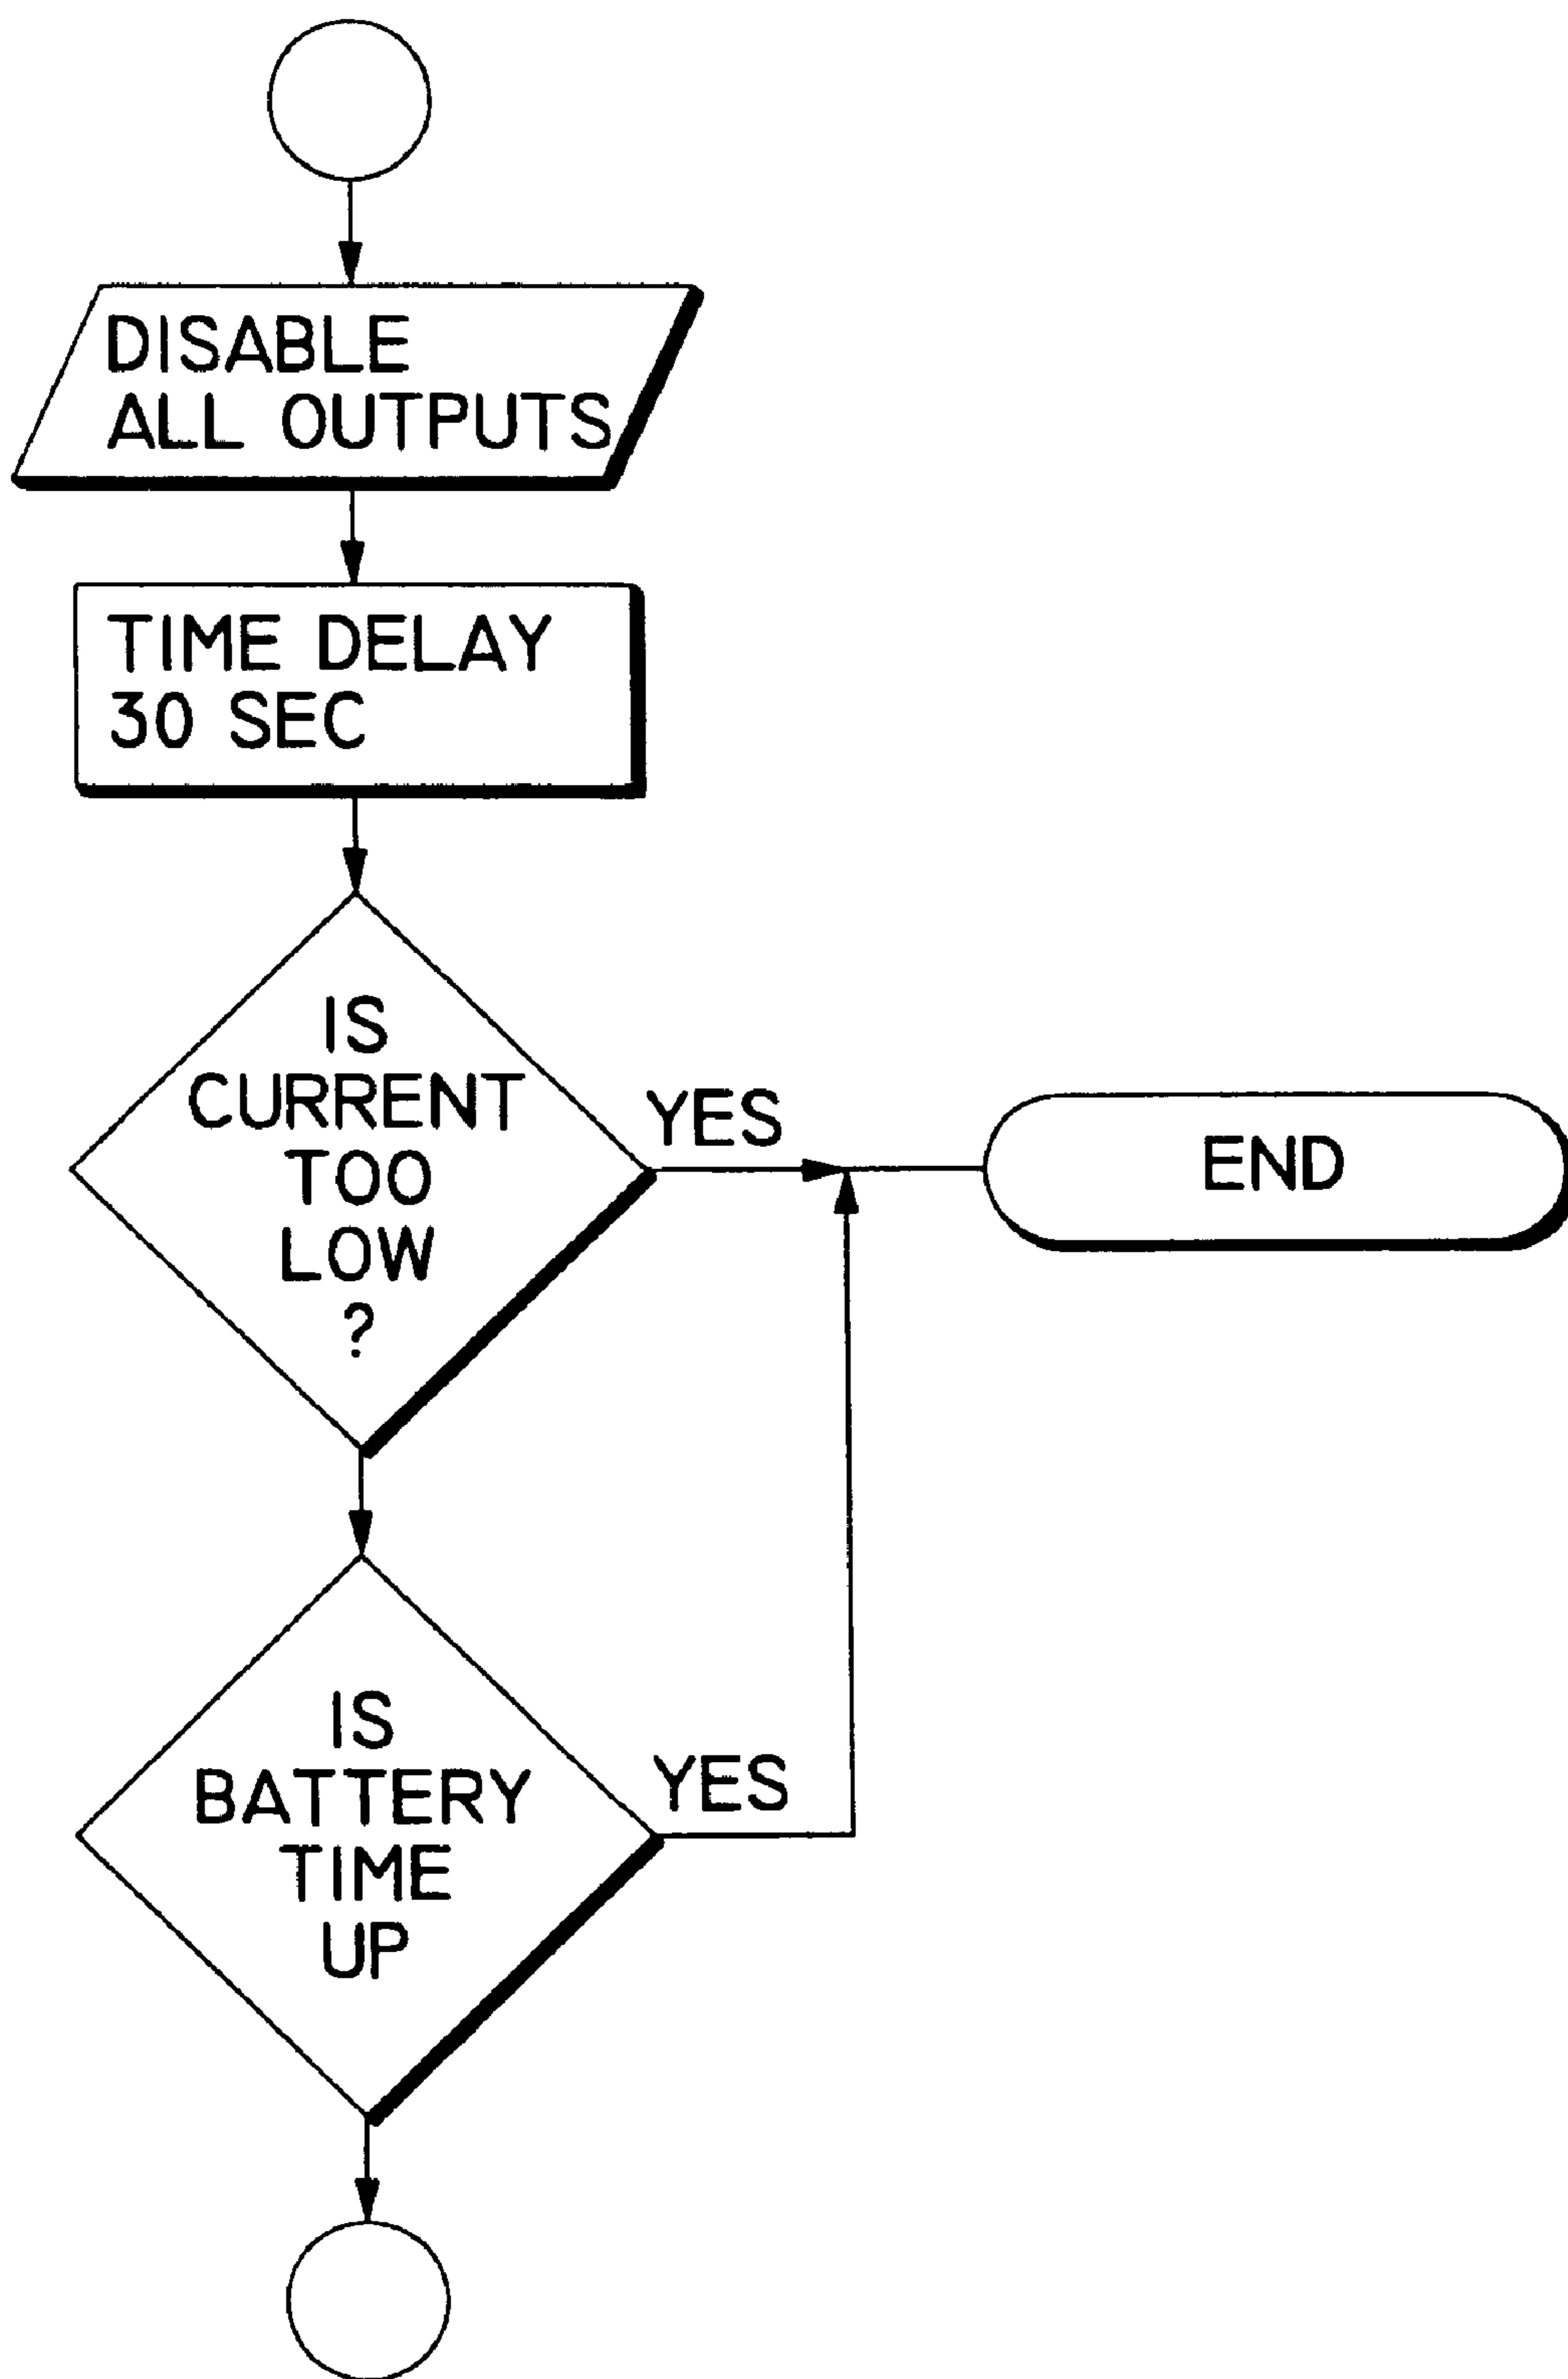 DISABLE
ALL OUTPUTS
TIME DELAY
30 SEC
IS
CURRENT
TOO
LOW
?
YES
END
IS
BATTERY
TIME
UP
YES